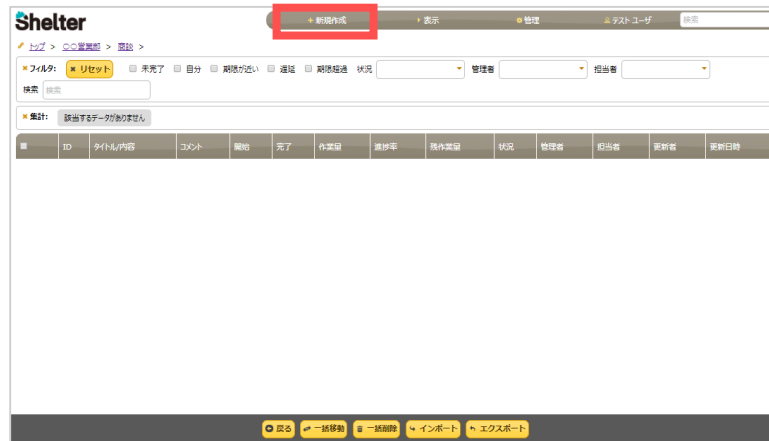 Shelter
+ 新規作成 表示 管理 テストユーザ 検索
トップ > 〇〇営業部 > 商談 >
フィルタ: リセット 未完了 自分 期限が近い 遅延 期限超過 状況 管理者 担当者
検索 検索
集計: 該当するデータがありません
ID タイトル/内容 コメント 開始 完了 作業量 進捗率 残作業量 状況 管理者 担当者 更新者 更新日時
戻る 一括移動 一括削除 インポート エクスポート